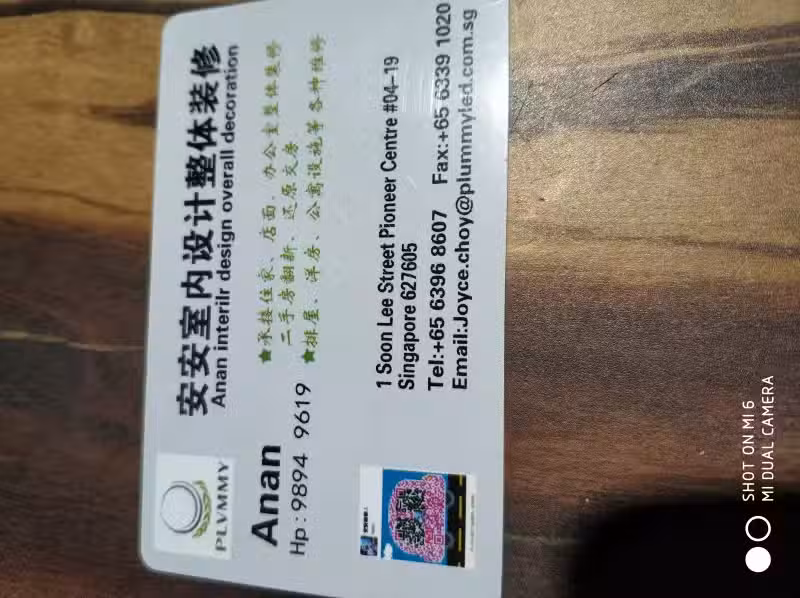 安安室内设计整体装修
Anan interilr design overall decoration
PLVMMY
★承接住家、店面、办公室整体装修
二手房翻新、还原交房
★排屋、洋房、公寓设施等各种维修
Anan
Hp:9894 9619
1 Soon Lee Street Pioneer Centre #04-19
Singapore 627605
Tel:+65 6396 8607 Fax:+65 6339 1020
Email:Joyce.choy@plummyled.com.sg
SHOT ON MI 6
MI DUAL CAMERA